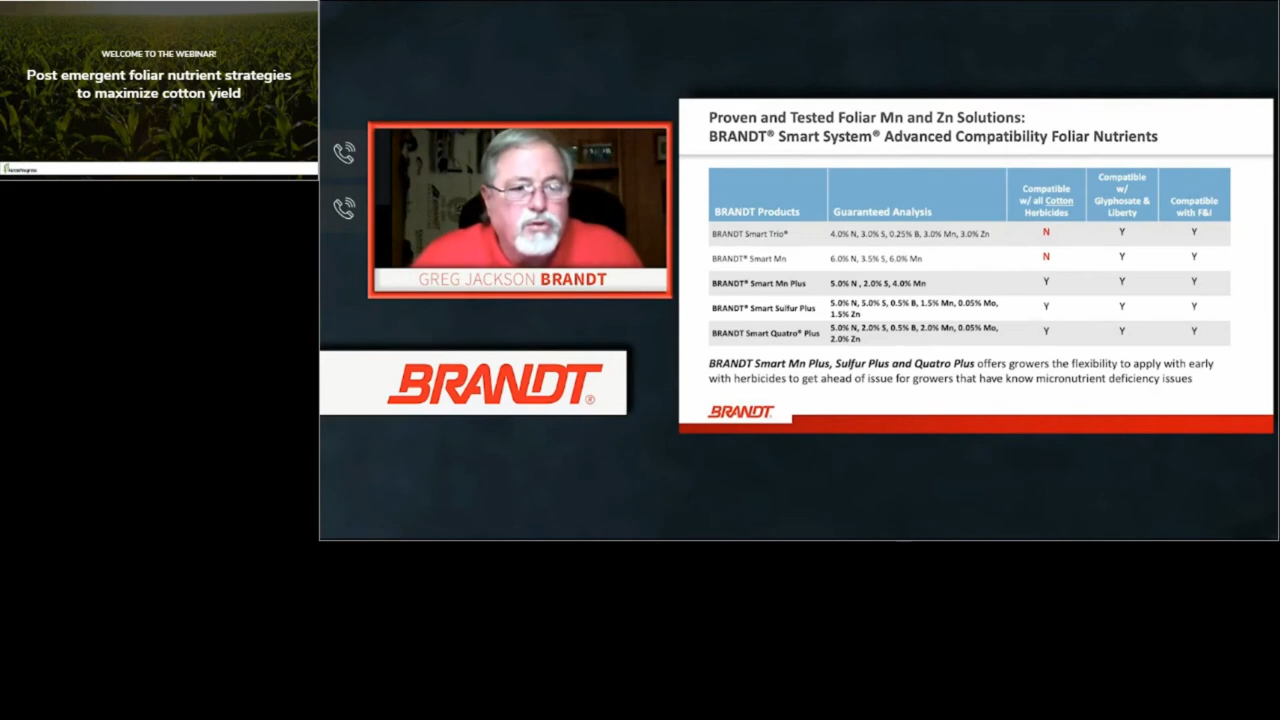 WELCOME TO THE WEBINAR!
Post emergent foliar nutrient strategies
to maximize cotton yield
GREG JACKSON BRANDT
BRANDT®
Proven and Tested Foliar Mn and Zn Solutions:
BRANDT® Smart System® Advanced Compatibility Foliar Nutrients
BRANDT Products
Guaranteed Analysis
Compatible
w/ all Cotton
Herbicides
Compatible
w/
Glyphosate &
Liberty
Compatible
with F&I
BRANDT Smart Trio® 4.0% N, 3.0% S, 0.25% B, 3.0% Mn, 3.0% Zn N Y Y
BRANDT® Smart Mn 6.0% N, 3.5% S, 6.0% Mn N Y Y
BRANDT® Smart Mn Plus 5.0% N , 2.0% S, 4.0% Mn Y Y Y
BRANDT® Smart Sulfur Plus 5.0% N, 5.0% S, 0.5% B, 1.5% Mn, 0.05% Mo,
1.5% Zn Y Y Y
BRANDT Smart Quatro® Plus 5.0% N, 2.0% S, 0.5% B, 2.0% Mn, 0.05% Mo,
2.0% Zn Y Y Y
BRANDT Smart Mn Plus, Sulfur Plus and Quatro Plus offers growers the flexibility to apply with early
with herbicides to get ahead of issue for growers that have know micronutrient deficiency issues
BRANDT